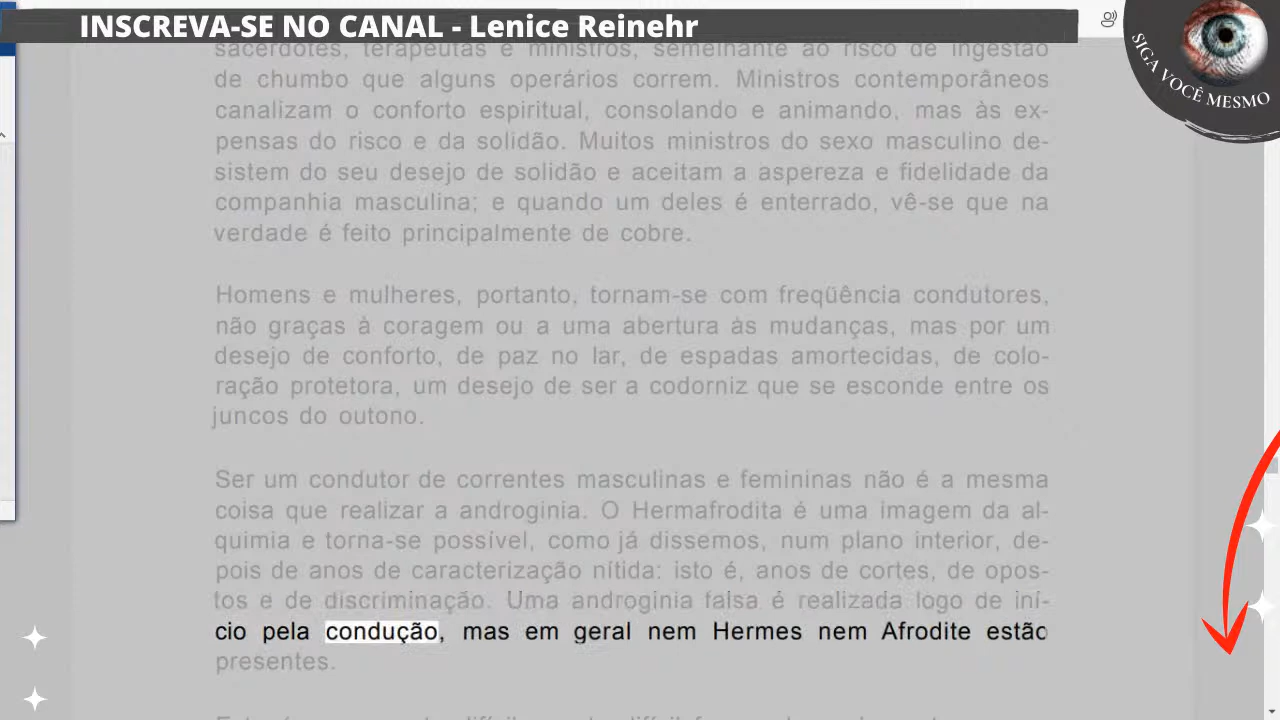 INSCREVA-SE NO CANAL - Lenice Reinehr
SIGA VOCÊ MESMO
sacerdotes, terapeutas e ministros, semelhante ao risco de ingestão
de chumbo que alguns operários correm. Ministros contemporâneos
canalizam o conforto espiritual, consolando e animando, mas às ex-
pensas do risco e da solidão. Muitos ministros do sexo masculino de-
sistem do seu desejo de solidão e aceitam a aspereza e fidelidade da
companhia masculina; e quando um deles é enterrado, vê-se que na
verdade é feito principalmente de cobre.
Homens e mulheres, portanto, tornam-se com freqüência condutores,
não graças à coragem ou a uma abertura às mudanças, mas por um
desejo de conforto, de paz no lar, de espadas amortecidas, de colo-
ração protetora, um desejo de ser a codorniz que se esconde entre os
juncos do outono.
Ser um condutor de correntes masculinas e femininas não é a mesma
coisa que realizar a androginia. O Hermafrodita é uma imagem da al-
quimia e torna-se possível, como já dissemos, num plano interior, de-
pois de anos de caracterização nítida: isto é, anos de cortes, de opos-
tos e de discriminação. Uma androginia falsa é realizada logo de iní-
cio pela condução, mas em geral nem Hermes nem Afrodite estão
presentes.